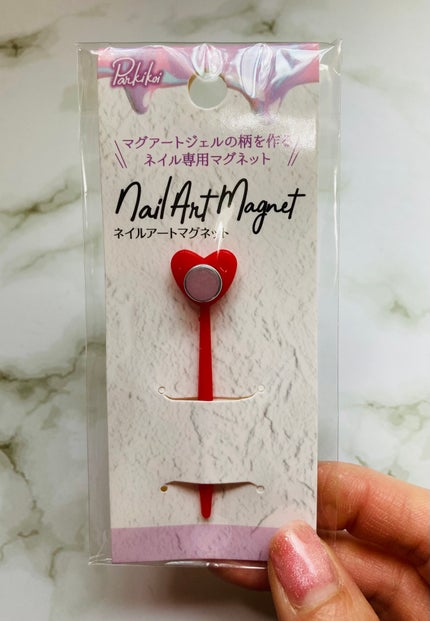 Parkikoi
マグアートジェルの柄を作る
ネイル専用マグネット
Nail Art Magnet
ネイルアートマグネット